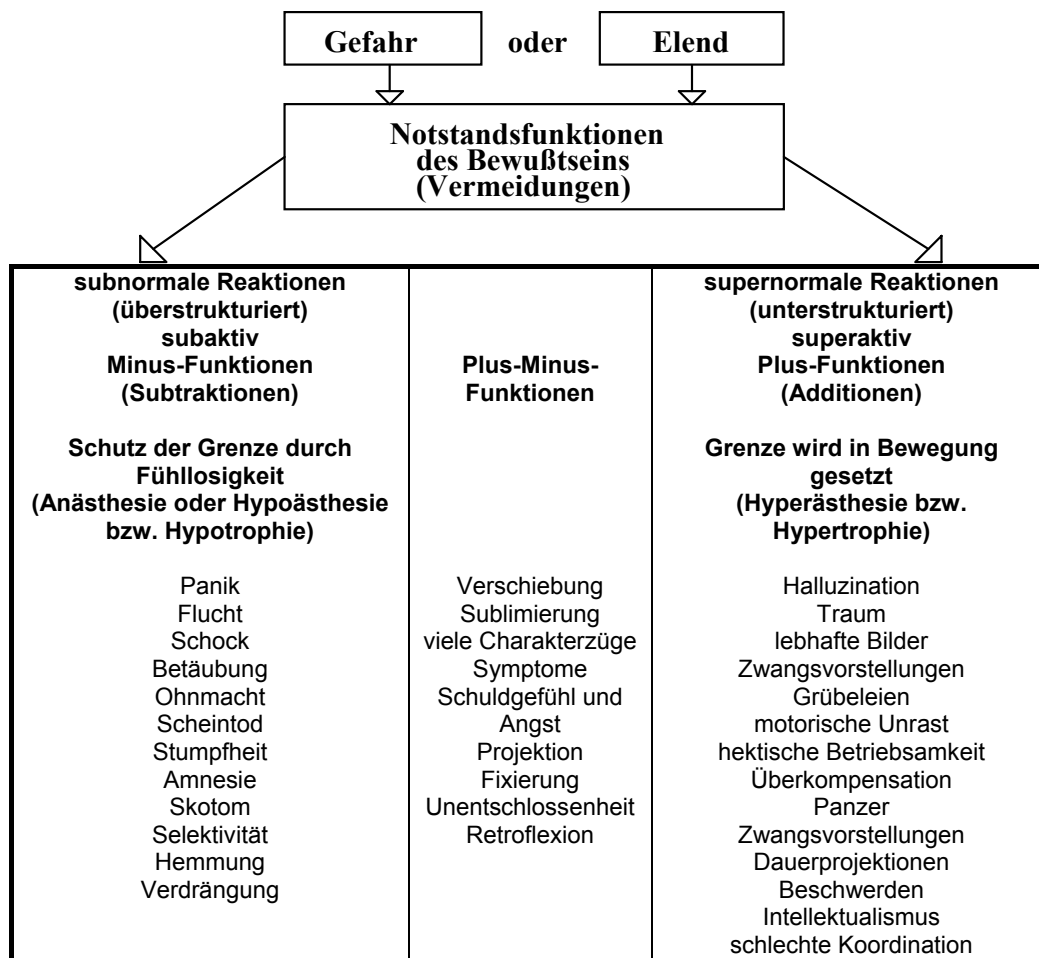 Gefahr oder Elend
Notstandsfunktionen
des Bewußtseins
(Vermeidungen)
subnormale Reaktionen
(überstrukturiert)
subaktiv
Minus-Funktionen
(Subtraktionen)
Schutz der Grenze durch
Fühllosigkeit
(Anästhesie oder Hypoästhesie
bzw. Hypotrophie)
Panik
Flucht
Schock
Betäubung
Ohnmacht
Scheintod
Stumpfheit
Amnesie
Skotom
Selektivität
Hemmung
Verdrängung
Plus-Minus-
Funktionen
Verschiebung
Sublimierung
viele Charakterzüge
Symptome
Schuldgefühl und
Angst
Projektion
Fixierung
Unentschlossenheit
Retroflexion
supernormale Reaktionen
(unterstrukturiert)
superaktiv
Plus-Funktionen
(Additionen)
Grenze wird in Bewegung
gesetzt
(Hyperästhesie bzw.
Hypertrophie)
Halluzination
Traum
lebhafte Bilder
Zwangsvorstellungen
Grübeleien
motorische Unrast
hektische Betriebsamkeit
Überkompensation
Panzer
Zwangsvorstellungen
Dauerprojektionen
Beschwerden
Intellektualismus
schlechte Koordination